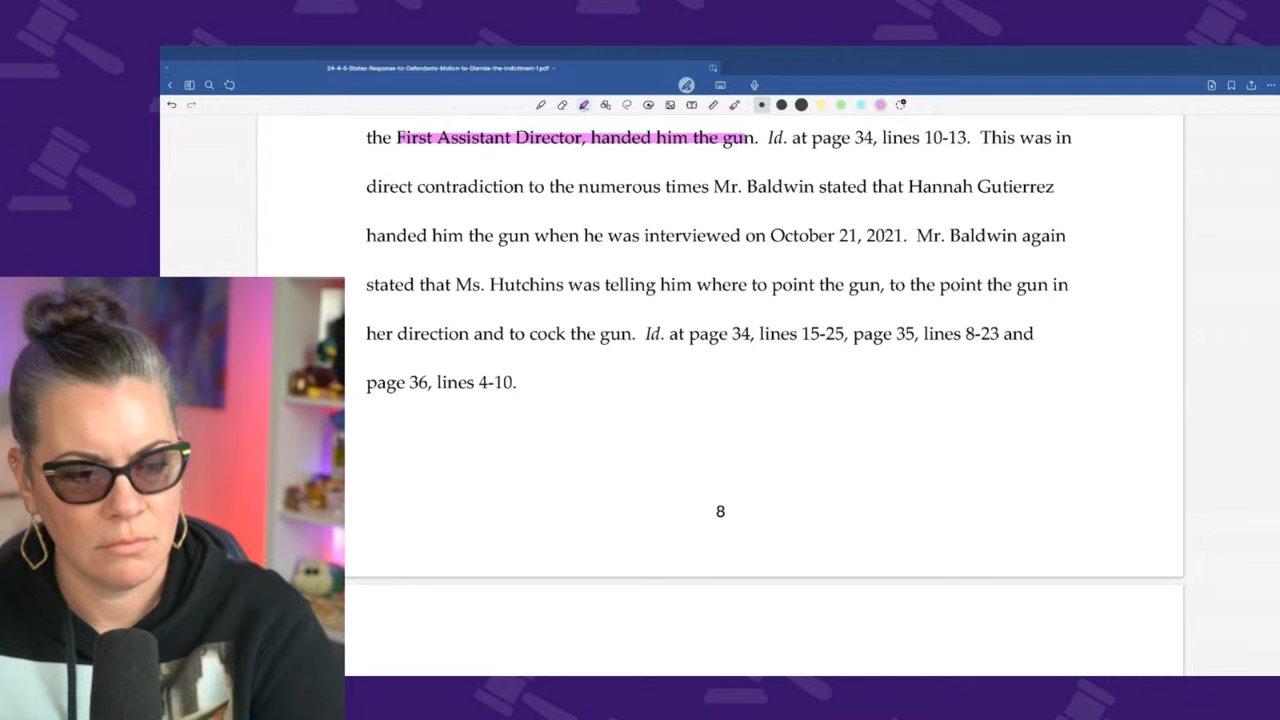 24-4-5-States-Response-to-Defendants-Motion-to-Dismiss-the-Indictment-1.pdf
the First Assistant Director, handed him the gun. Id. at page 34, lines 10-13. This was in
direct contradiction to the numerous times Mr. Baldwin stated that Hannah Gutierrez
handed him the gun when he was interviewed on October 21, 2021. Mr. Baldwin again
stated that Ms. Hutchins was telling him where to point the gun, to the point the gun in
her direction and to cock the gun. Id. at page 34, lines 15-25, page 35, lines 8-23 and
page 36, lines 4-10.
8